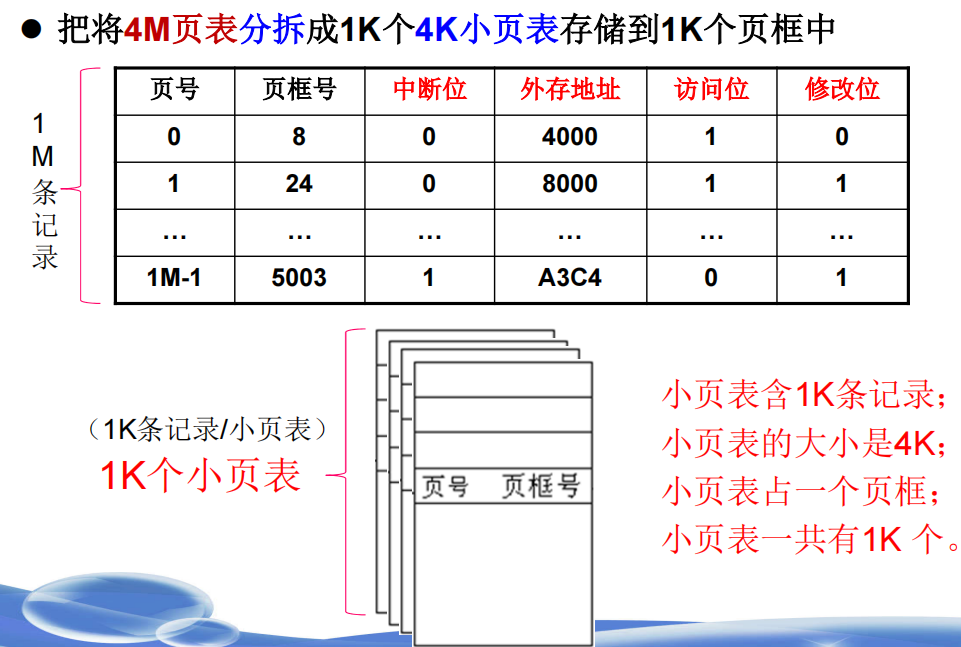 ● 把将4M页表分拆成1K个4K小页表存储到1K个页框中
页号 页框号 中断位 外存地址 访问位 修改位
0 8 0 4000 1 0
1 24 0 8000 1 1
… … … … … …
1M-1 5003 1 A3C4 0 1
1
M
条
记
录
（1K条记录/小页表）
1K个小页表
页号 页框号
小页表含1K条记录；
小页表的大小是4K；
小页表占一个页框；
小页表一共有1K 个。